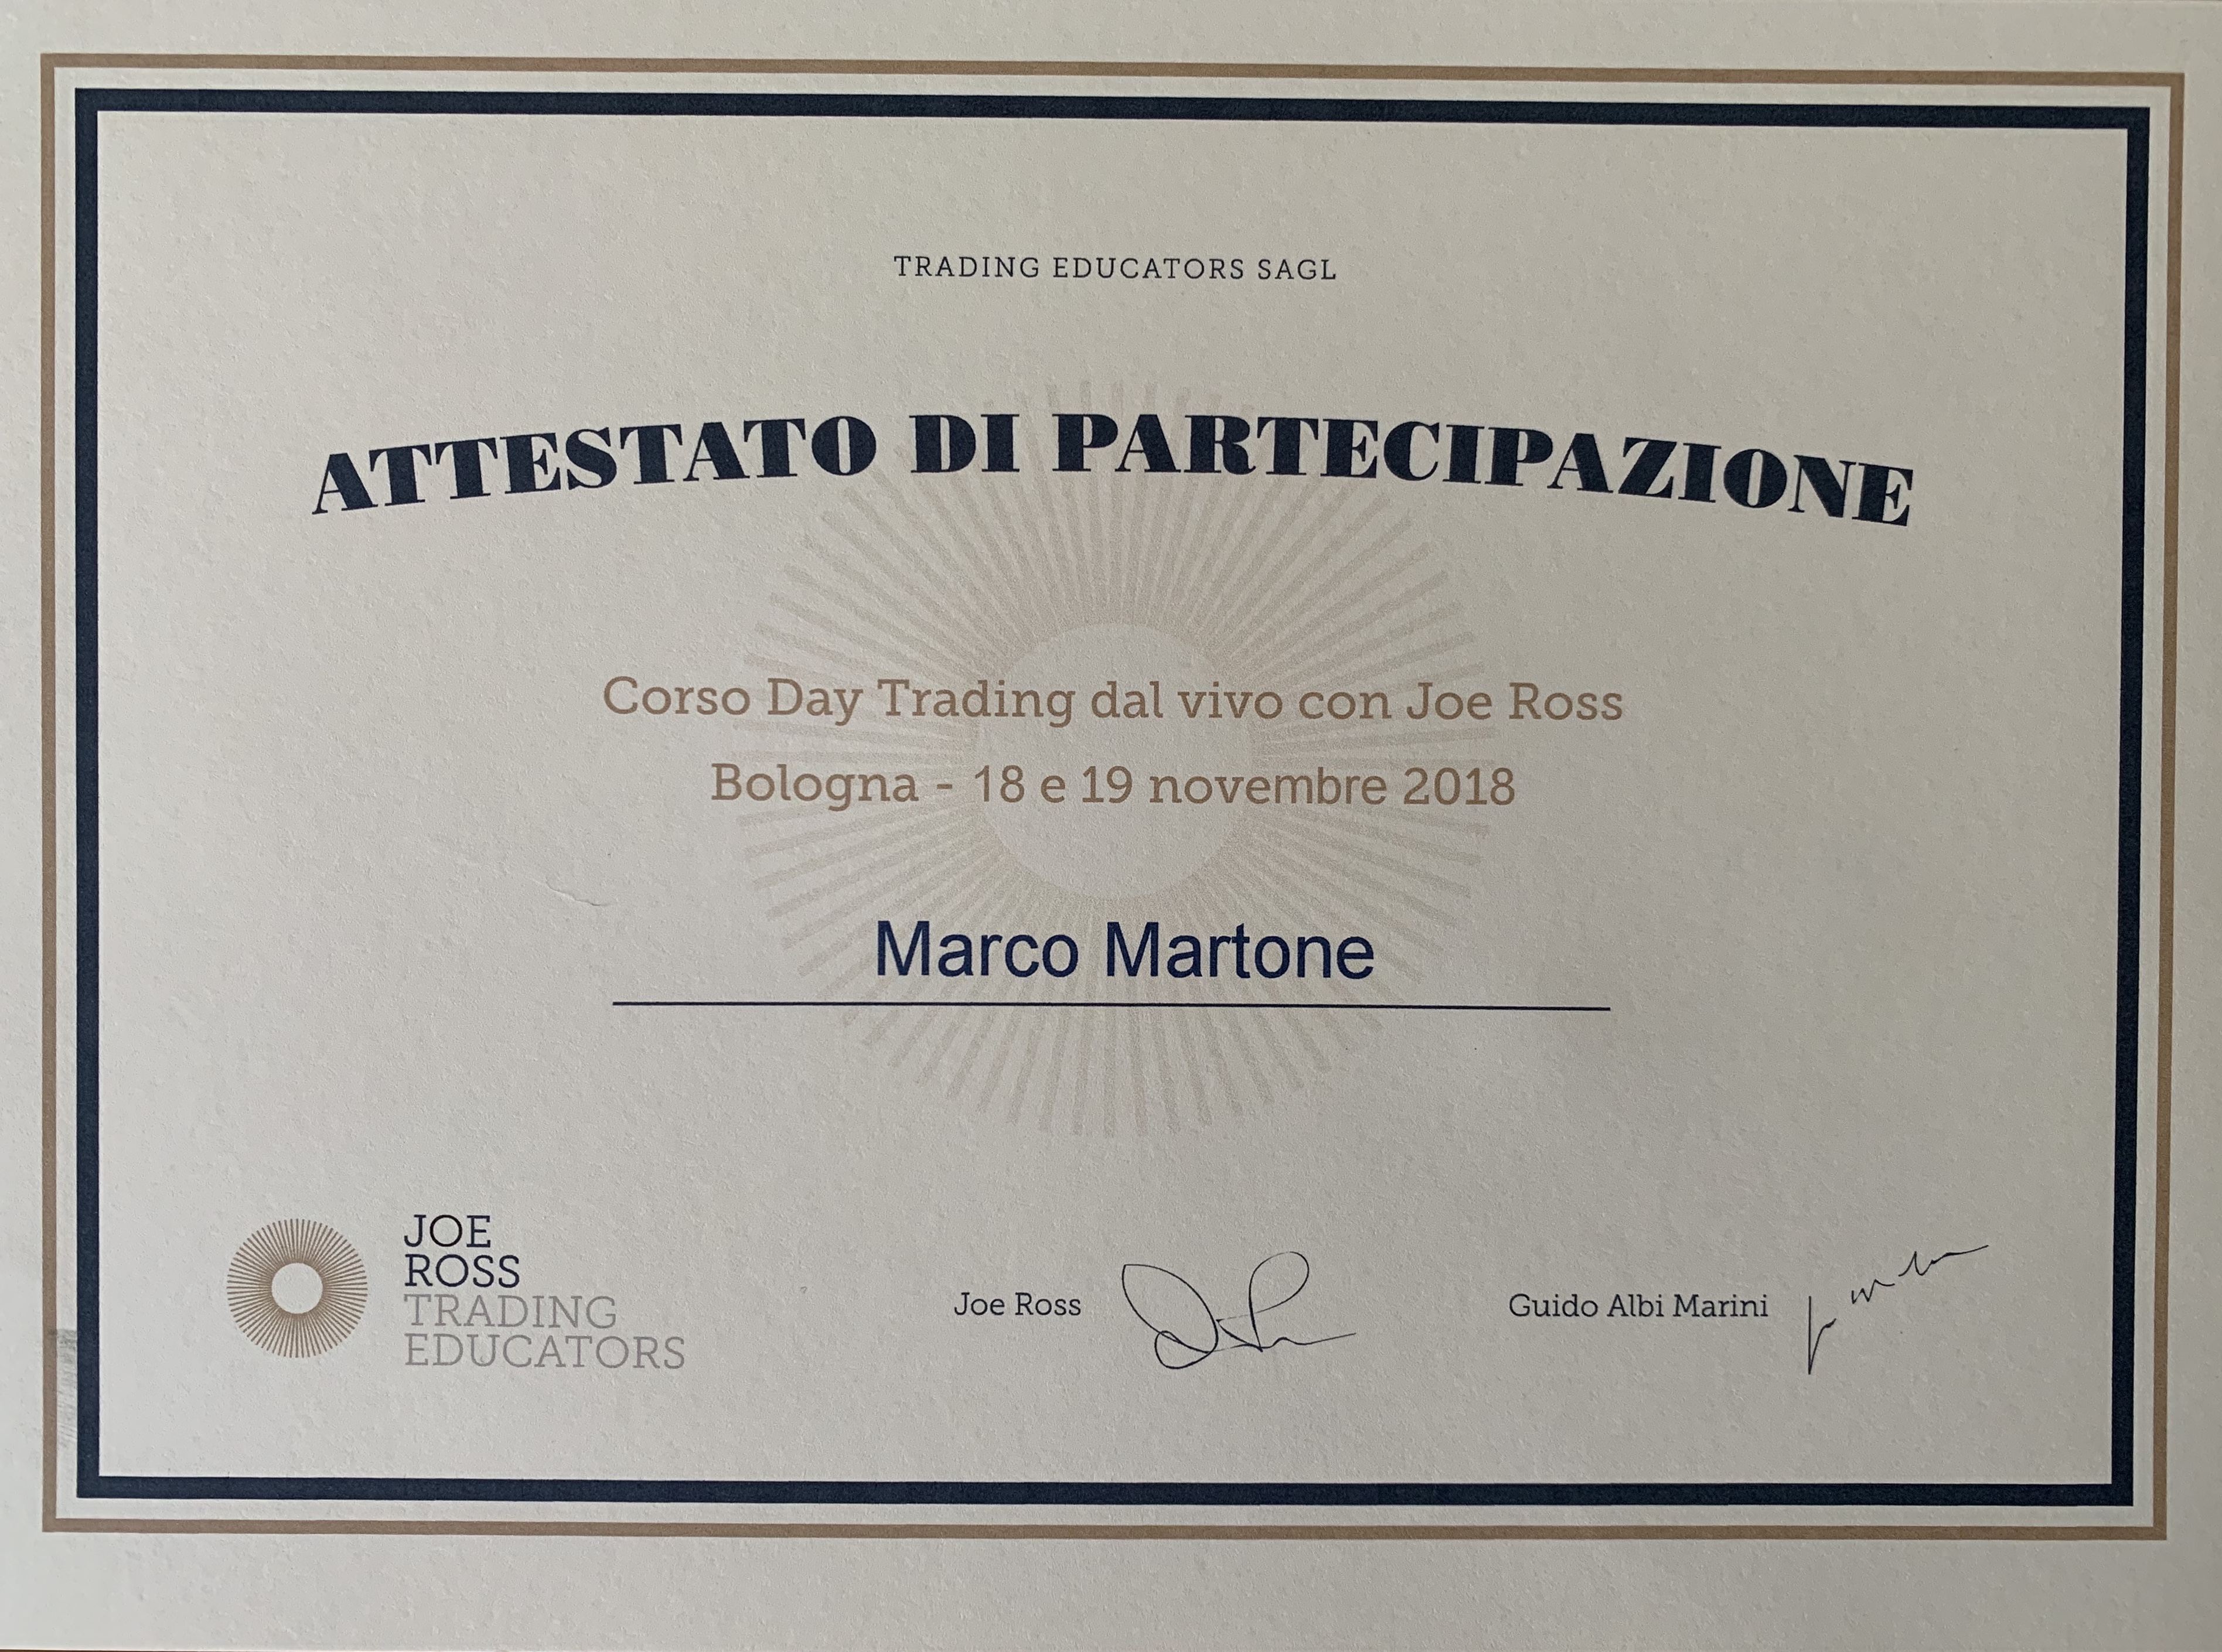 TRADING EDUCATORS SAGL
ATTESTATO DI PARTECIPAZIONE
Corso Day Trading dal vivo con Joe Ross
Bologna - 18 e 19 novembre 2018
Marco Martone
JOE
ROSS
TRADING
EDUCATORS
Joe Ross
Guido Albi Marini